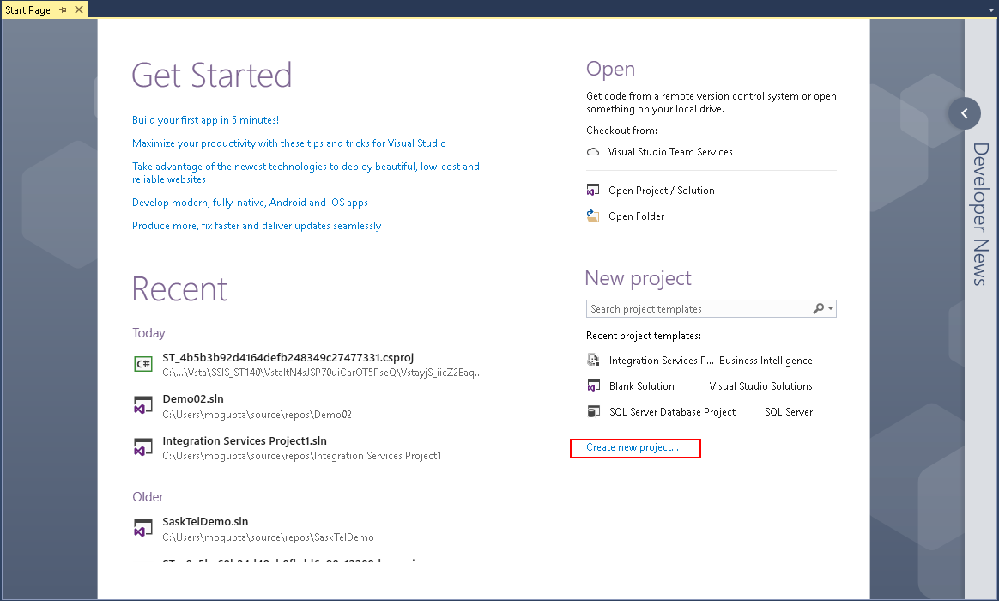 Start Page
Get Started
Build your first app in 5 minutes!
Maximize your productivity with these tips and tricks for Visual Studio
Take advantage of the newest technologies to deploy beautiful, low-cost and
reliable websites
Develop modern, fully-native, Android and iOS apps
Produce more, fix faster and deliver updates seamlessly
Recent
Today
C#
ST_4b5b3b92d4164defb248349c27477331.csproj
C:\...\Vsta\SSIS_ST140\VstaItN4sJSP70uiCarOT5PseQ\VstayjS_iicZ2Eaq...
Demo02.sln
C:\Users\mogupta\source\repos\Demo02
Integration Services Project1.sln
C:\Users\mogupta\source\repos\Integration Services Project1
Older
SaskTelDemo.sln
C:\Users\mogupta\source\repos\SaskTelDemo
Open
Get code from a remote version control system or open
something on your local drive.
Checkout from:
Visual Studio Team Services
Open Project / Solution
Open Folder
New project
Search project templates
Recent project templates:
Integration Services P... Business Intelligence
Blank Solution Visual Studio Solutions
SQL Server Database Project SQL Server
Create new project...
Developer News